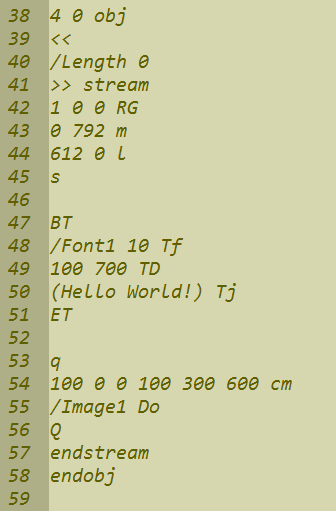 38 4 0 obj
39 <<
40 /Length 0
41 >> stream
42 1 0 0 RG
43 0 792 m
44 612 0 l
45 s
46
47 BT
48 /Font1 10 Tf
49 100 700 TD
50 (Hello World!) Tj
51 ET
52
53 q
54 100 0 0 100 300 600 cm
55 /Image1 Do
56 Q
57 endstream
58 endobj
59